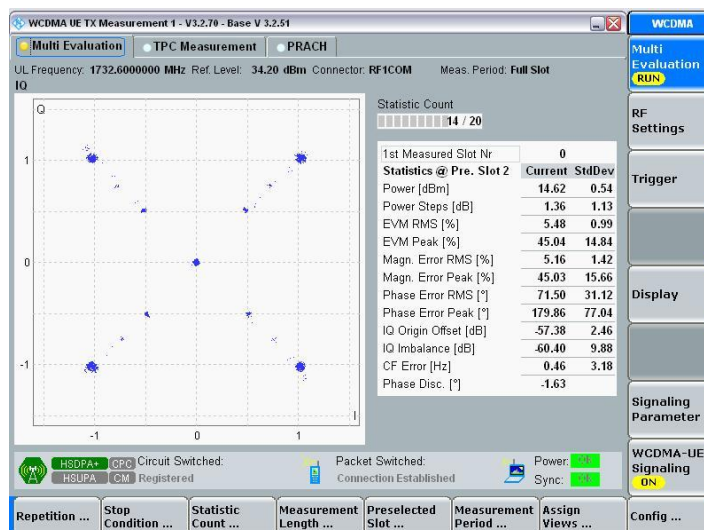 WCDMA UE TX Measurement 1 - V3.2.70 - Base V 3.2.51
WCDMA
Multi Evaluation
TPC Measurement
PRACH
Multi
Evaluation
RUN
UL Frequency: 1732.6000000 MHz Ref. Level: 34.20 dBm Connector: RF1COM Meas. Period: Full Slot
IQ
Q
1
0
-1
-1 0 1
I
Statistic Count
14 / 20
1st Measured Slot Nr 0
Statistics @ Pre. Slot 2 Current StdDev
Power [dBm] 14.62 0.54
Power Steps [dB] 1.36 1.13
EVM RMS [%] 5.48 0.99
EVM Peak [%] 45.04 14.84
Magn. Error RMS [%] 5.16 1.42
Magn. Error Peak [%] 45.03 15.66
Phase Error RMS [°] 71.50 31.12
Phase Error Peak [°] 179.86 77.04
IQ Origin Offset [dB] -57.38 2.46
IQ Imbalance [dB] -60.40 9.88
CF Error [Hz] 0.46 3.18
Phase Disc. [°] -1.63
RF
Settings
Trigger
Display
Signaling
Parameter
WCDMA-UE
Signaling
ON
HSDPA+ CPC Circuit Switched: Packet Switched: Power:
HSUPA CM Registered Connection Established Sync:
Repetition ...
Stop
Condition ...
Statistic
Count ...
Measurement
Length ...
Preselected
Slot ...
Measurement
Period ...
Assign
Views ...
Config ...